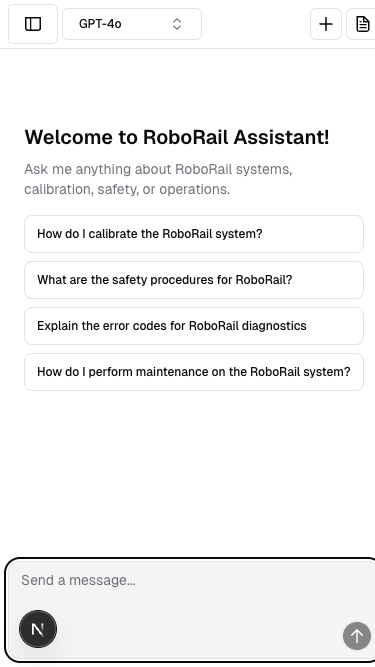 GPT-4o
Welcome to RoboRail Assistant!
Ask me anything about RoboRail systems,
calibration, safety, or operations.
How do I calibrate the RoboRail system?
What are the safety procedures for RoboRail?
Explain the error codes for RoboRail diagnostics
How do I perform maintenance on the RoboRail system?
Send a message...
N